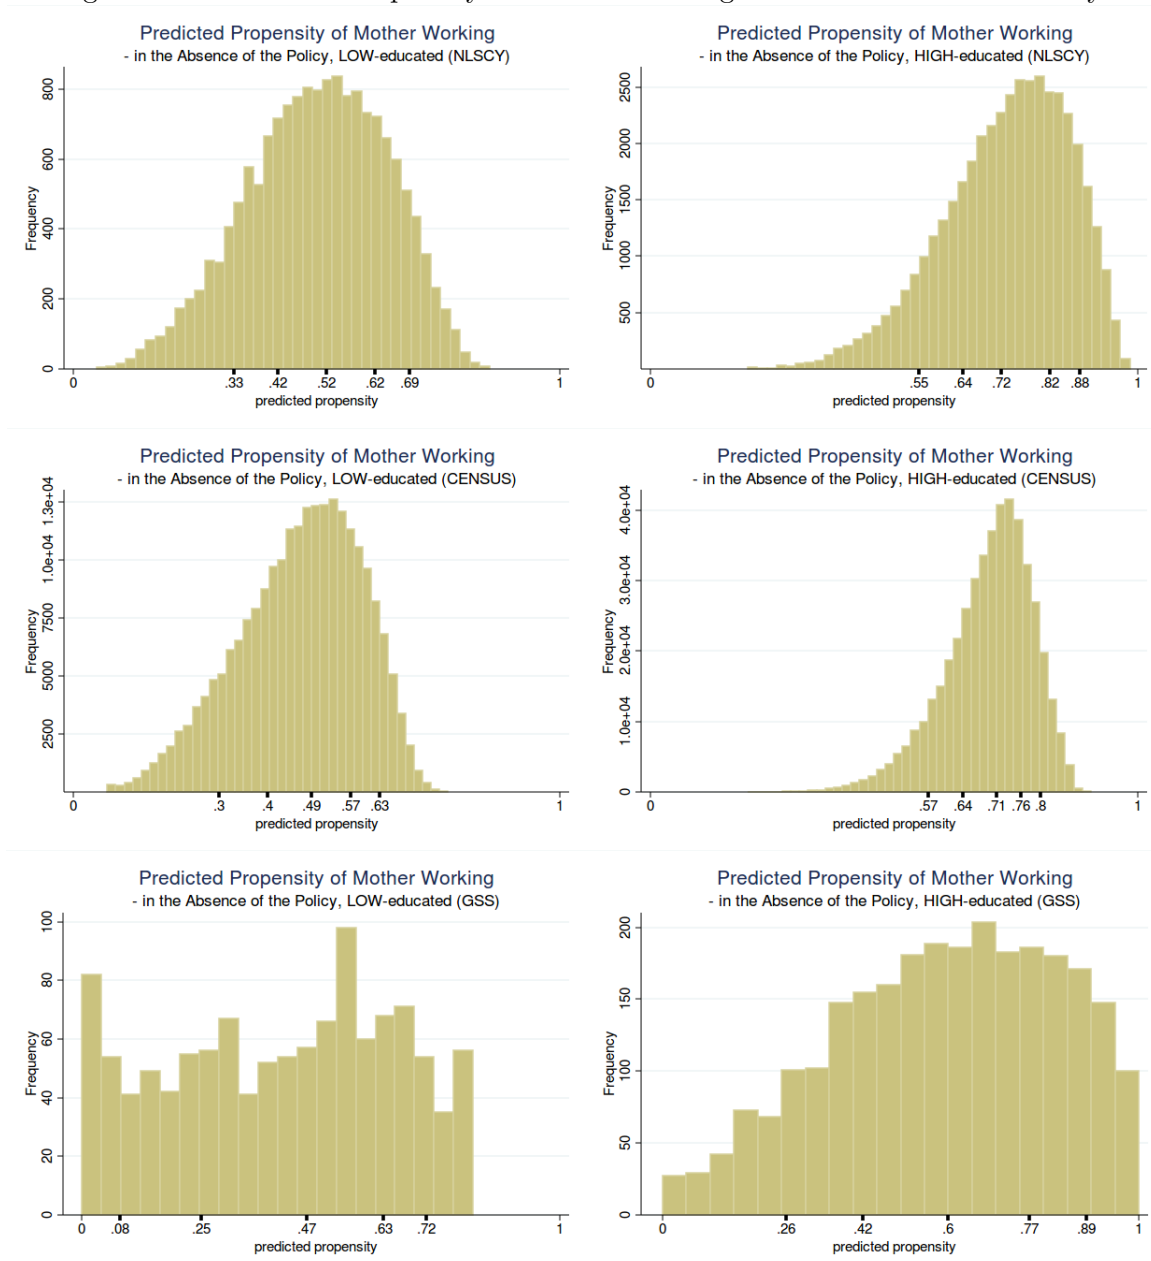 Predicted Propensity of Mother Working
- in the Absence of the Policy, LOW-educated (NLSCY)
Frequency
800
600
400
200
0
0 .33 .42 .52 .62 .69 1
predicted propensity
Predicted Propensity of Mother Working
- in the Absence of the Policy, HIGH-educated (NLSCY)
Frequency
2500
2000
1500
1000
500
0 .55 .64 .72 .82 .88 1
predicted propensity
Predicted Propensity of Mother Working
- in the Absence of the Policy, LOW-educated (CENSUS)
Frequency
1.3e+04
1.0e+04
7500
5000
2500
0 .3 .4 .49 .57 .63 1
predicted propensity
Predicted Propensity of Mother Working
- in the Absence of the Policy, HIGH-educated (CENSUS)
Frequency
4.0e+04
3.0e+04
2.0e+04
1.0e+04
0
0 .57 .64 .71 .76 .8 1
predicted propensity
Predicted Propensity of Mother Working
- in the Absence of the Policy, LOW-educated (GSS)
Frequency
100
80
60
40
20
0
0 .08 .25 .47 .63 .72 1
predicted propensity
Predicted Propensity of Mother Working
- in the Absence of the Policy, HIGH-educated (GSS)
Frequency
200
150
100
50
0
0 .26 .42 .6 .77 .89 1
predicted propensity